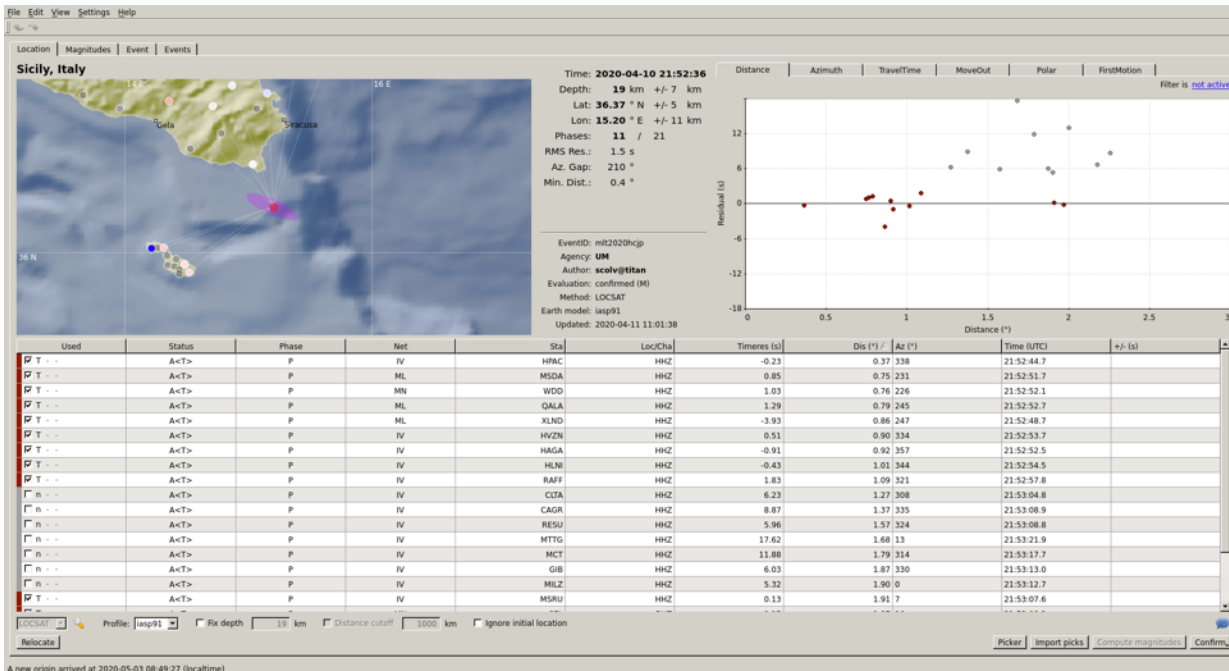 File Edit View Settings Help
Location Magnitudes Event Events
Sicily, Italy
14 E
16 E
Gela
Siracusa
36 N
Time: 2020-04-10 21:52:36
Depth: 19 km +/- 7 km
Lat: 36.37 ° N +/- 5 km
Lon: 15.20 ° E +/- 11 km
Phases: 11 / 21
RMS Res.: 1.5 s
Az. Gap: 210 °
Min. Dist.: 0.4 °
EventID: mlt2020hcjp
Agency: UM
Author: scolv@titan
Evaluation: confirmed (M)
Method: LOCSAT
Earth model: iasp91
Updated: 2020-04-11 11:01:38
Distance Azimuth TravelTime MoveOut Polar FirstMotion
Filter is not active
Residual (s)
12
6
0
-6
-12
-18
0 0.5 1 1.5 2 2.5 3
Distance (°)
Used Status Phase Net Sta Loc/Cha Timeres (s) Dis (°) / Az (°) Time (UTC) +/- (s)
T - - A<T> P IV HPAC HHZ -0.23 0.37 338 21:52:44.7
T - - A<T> P ML MSDA HHZ 0.85 0.75 231 21:52:51.7
T - - A<T> P MN WDD HHZ 1.03 0.76 226 21:52:52.1
T - - A<T> P ML QALA HHZ 1.29 0.79 245 21:52:52.7
T - - A<T> P ML XLND HHZ -3.93 0.86 247 21:52:48.7
T - - A<T> P IV HVZN HHZ 0.51 0.90 334 21:52:53.7
T - - A<T> P IV HAGA HHZ -0.91 0.92 357 21:52:52.5
T - - A<T> P IV HLNI HHZ -0.43 1.01 344 21:52:54.5
T - - A<T> P IV RAFF HHZ 1.83 1.09 321 21:52:57.8
n - - A<T> P IV CLTA HHZ 6.23 1.27 308 21:53:04.8
n - - A<T> P IV CAGR HHZ 8.87 1.37 335 21:53:08.9
n - - A<T> P IV RESU HHZ 5.96 1.57 324 21:53:08.8
n - - A<T> P IV MTTG HHZ 17.62 1.68 13 21:53:21.9
n - - A<T> P IV MCT HHZ 11.88 1.79 314 21:53:17.7
n - - A<T> P IV GIB HHZ 6.03 1.87 330 21:53:13.0
n - - A<T> P IV MILZ HHZ 5.32 1.90 0 21:53:12.7
T - - A<T> P IV MSRU HHZ 0.13 1.91 7 21:53:07.6
LOCSAT Profile: iasp91 Fix depth 19 km Distance cutoff 1000 km Ignore initial location
Relocate Picker Import picks Compute magnitudes Confirm
A new origin arrived at 2020-05-03 08:49:27 (localtime)